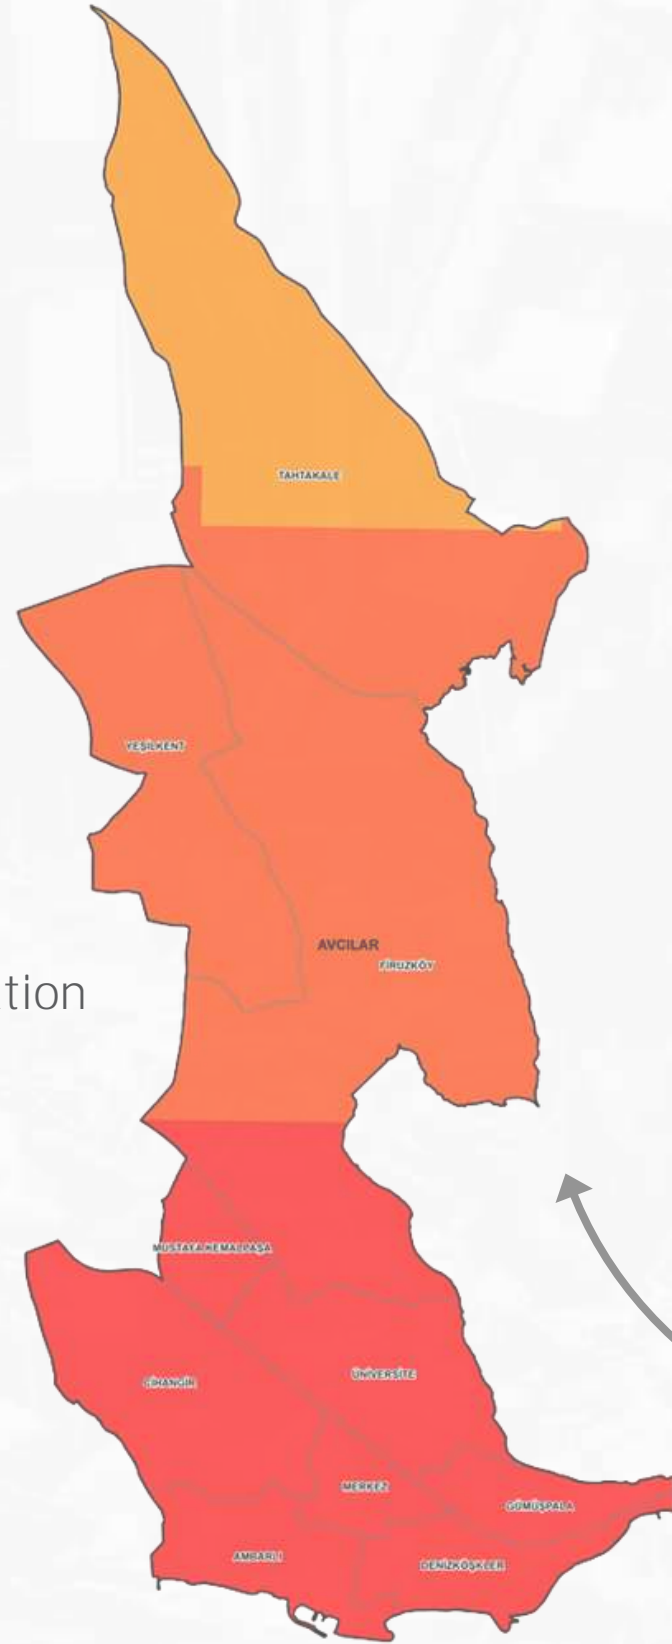 TAHTAKALE
YEŞİLKENT
AVCILAR
FİRUZKÖY
tion
MUSTAFA KEMALPAŞA
CİHANGİR
ÜNİVERSİTE
MERKEZ
GÜMÜŞPALA
AMBARLI
DENİZKÖŞKLER